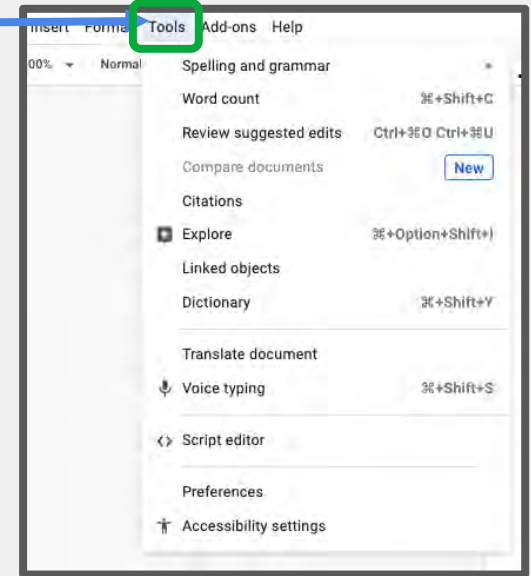 Insert Forma Tools Add-ons Help
00% Normal
Spelling and grammar
Word count ⌘+Shift+C
Review suggested edits Ctrl+⌘O Ctrl+⌘U
Compare documents New
Citations
Explore ⌘+Option+Shift+I
Linked objects
Dictionary ⌘+Shift+Y
Translate document
Voice typing ⌘+Shift+S
<> Script editor
Preferences
Accessibility settings